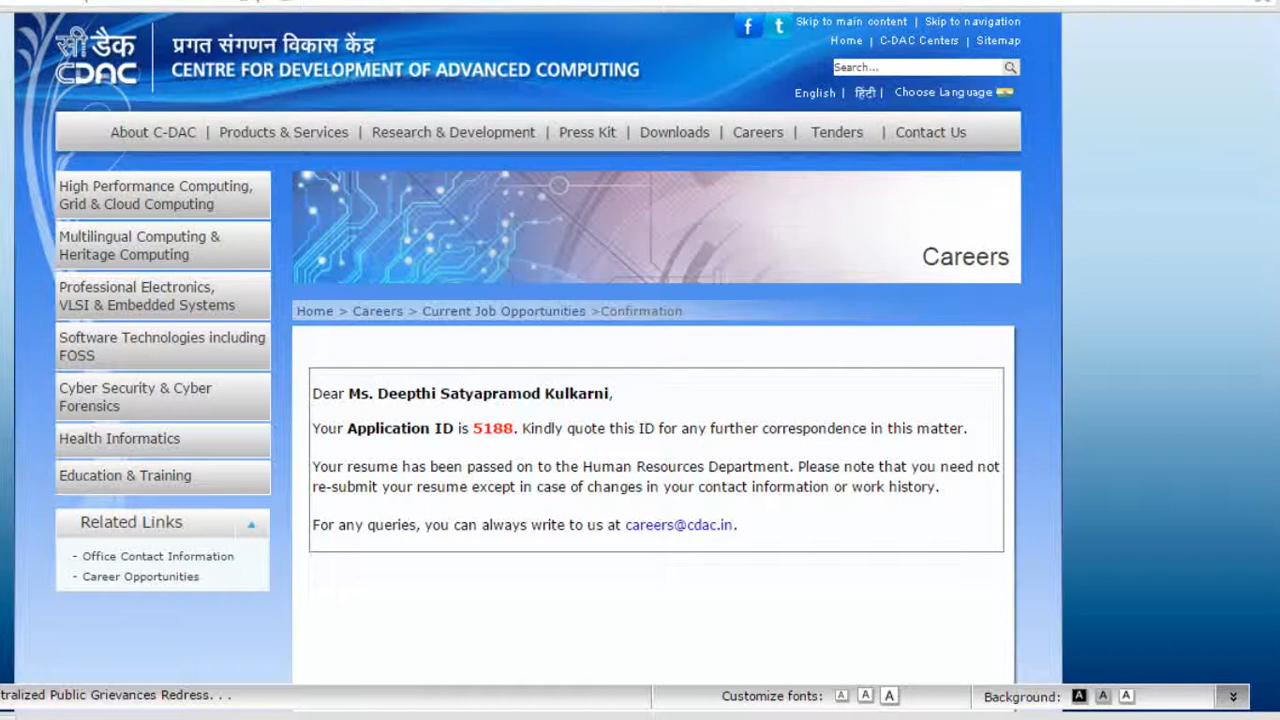 सी डैक
CDAC
प्रगत संगणन विकास केंद्र
CENTRE FOR DEVELOPMENT OF ADVANCED COMPUTING
f t Skip to main content | Skip to navigation
Home | C-DAC Centers | Sitemap
Search...
English | हिंदी | Choose Language
About C-DAC | Products & Services | Research & Development | Press Kit | Downloads | Careers | Tenders | Contact Us
High Performance Computing,
Grid & Cloud Computing
Multilingual Computing &
Heritage Computing
Professional Electronics,
VLSI & Embedded Systems
Software Technologies including
FOSS
Cyber Security & Cyber
Forensics
Health Informatics
Education & Training
Related Links
- Office Contact Information
- Career Opportunities
Careers
Home > Careers > Current Job Opportunities >Confirmation
Dear Ms. Deepthi Satyapramod Kulkarni,
Your Application ID is 5188. Kindly quote this ID for any further correspondence in this matter.
Your resume has been passed on to the Human Resources Department. Please note that you need not
re-submit your resume except in case of changes in your contact information or work history.
For any queries, you can always write to us at careers@cdac.in.
tralized Public Grievances Redress. . .
Customize fonts: A A A
Background: A A A